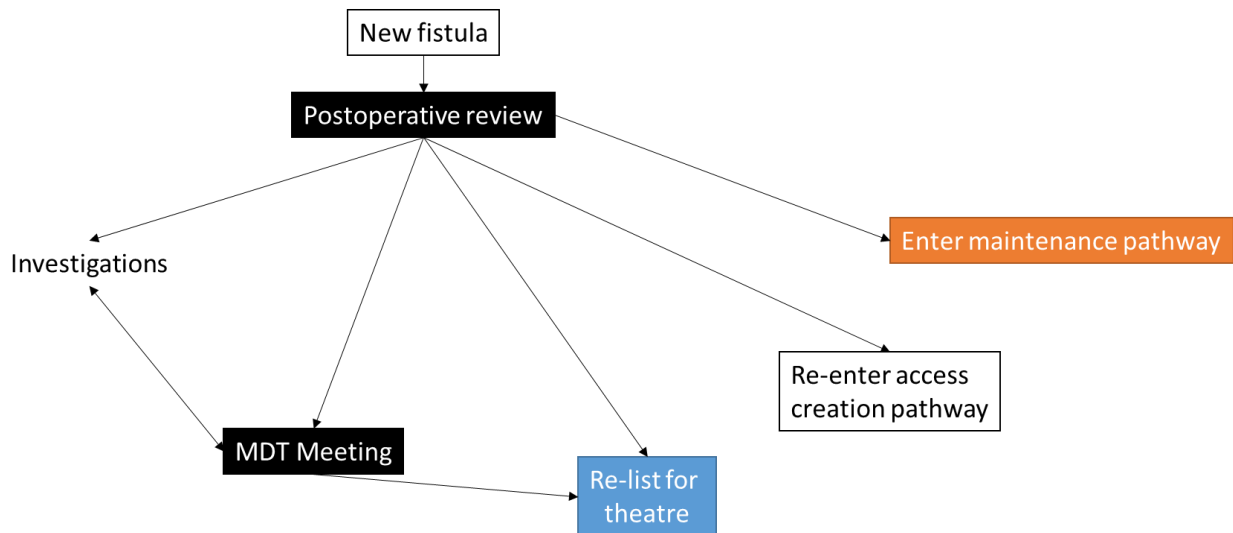 New fistula
Postoperative review
Enter maintenance pathway
Investigations
Re-enter access
creation pathway
MDT Meeting
Re-list for
theatre